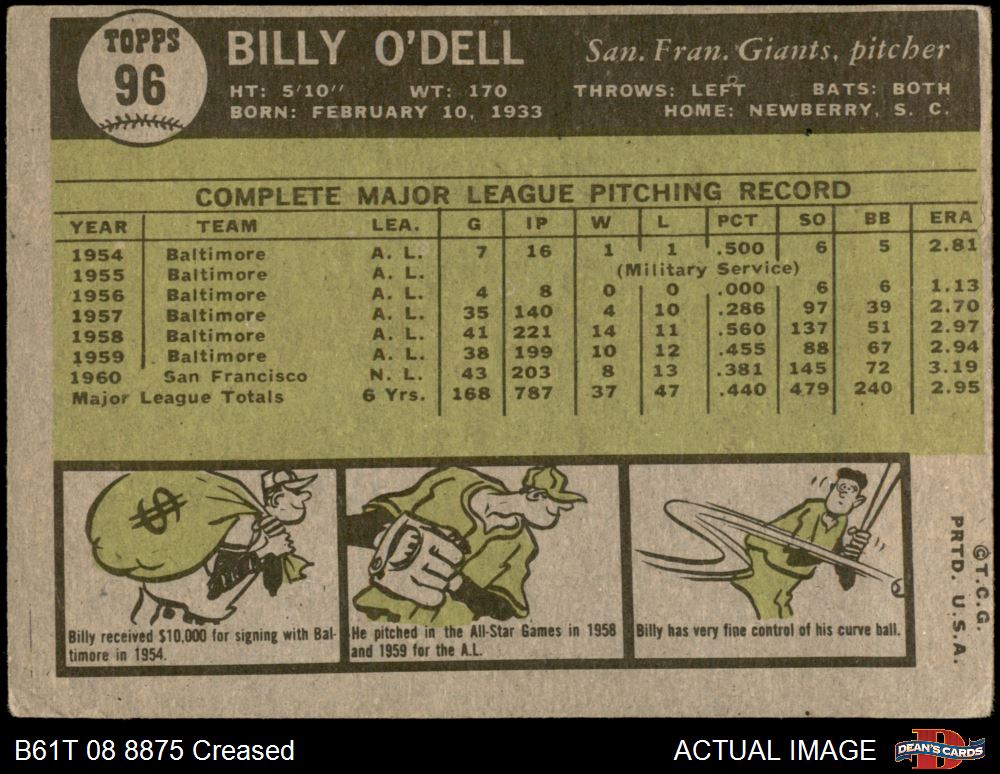 TOPPS
96
BILLY O'DELL
San. Fran. Giants, pitcher
HT: 5'10" WT: 170 THROWS: LEFT BATS: BOTH
BORN: FEBRUARY 10, 1933 HOME: NEWBERRY, S. C.
COMPLETE MAJOR LEAGUE PITCHING RECORD
YEAR TEAM LEA. G IP W L PCT SO BB ERA
1954 Baltimore A. L. 7 16 1 1 .500 6 5 2.81
1955 Baltimore A. L. (Military Service)
1956 Baltimore A. L. 4 8 0 0 .000 6 6 1.13
1957 Baltimore A. L. 35 140 4 10 .286 97 39 2.70
1958 Baltimore A. L. 41 221 14 11 .560 137 51 2.97
1959 Baltimore A. L. 38 199 10 12 .455 88 67 2.94
1960 San Francisco N. L. 43 203 8 13 .381 145 72 3.19
Major League Totals 6 Yrs. 168 787 37 47 .440 479 240 2.95
$
Billy received $10,000 for signing with Bal-
timore in 1954.
He pitched in the All-Star Games in 1958
and 1959 for the A.L.
Billy has very fine control of his curve ball.
©T.C.G.
PRTD. U.S.A.
B61T 08 8875 Creased
ACTUAL IMAGE
D
DEAN'S CARDS